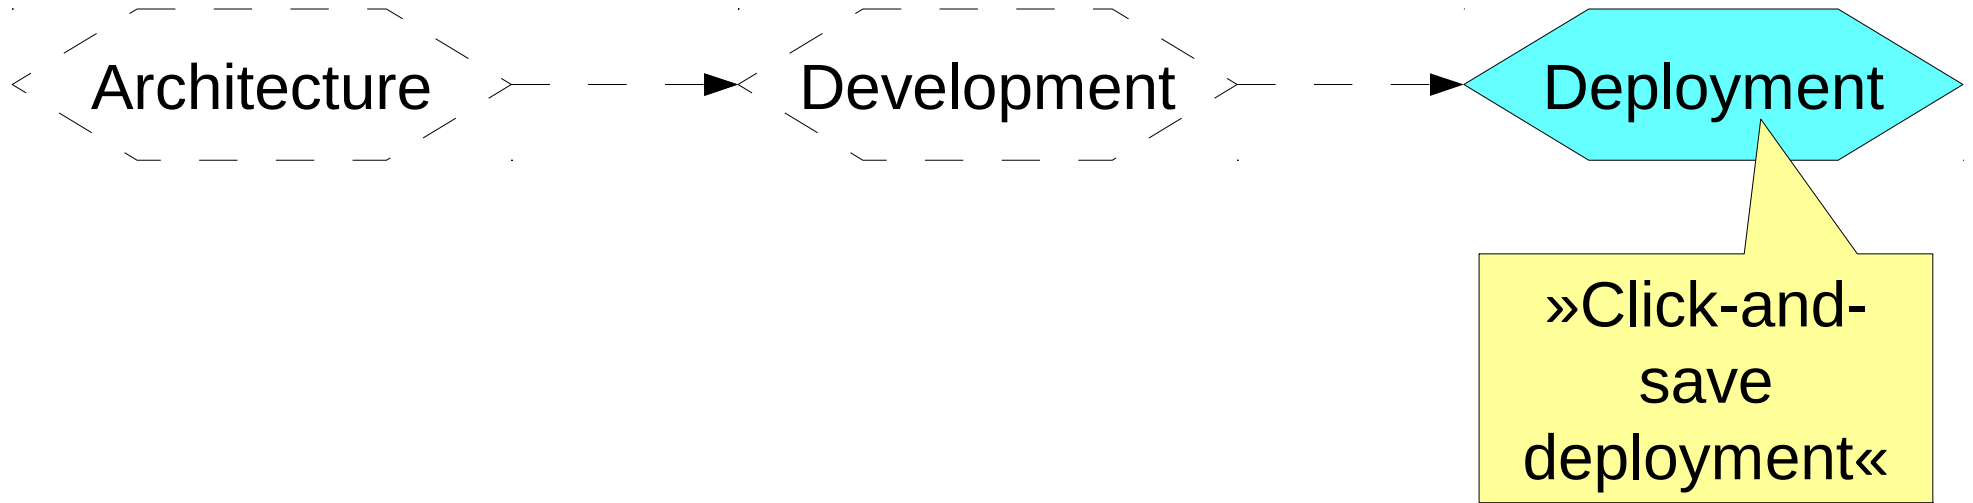 Architecture
Development
Deployment
»Click-and-
save
deployment«